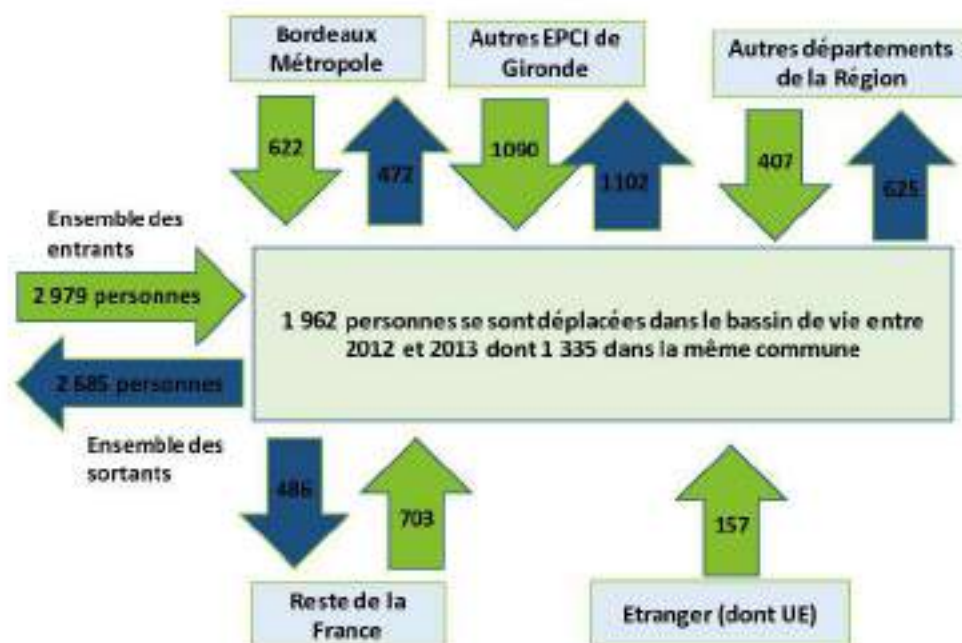 Bordeaux
Métropole
Autres EPCI de
Gironde
Autres départements
de la Région
622
472
1090
1102
407
625
Ensemble des
entrants
2 979 personnes
1 962 personnes se sont déplacées dans le bassin de vie entre
2012 et 2013 dont 1 335 dans la même commune
2 685 personnes
Ensemble des
sortants
486
703
157
Reste de la
France
Etranger (dont UE)